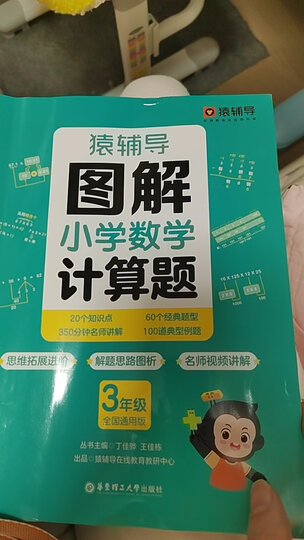 猿辅导
猿辅导
图解
小学数学
计算题
20个知识点
60个经典题型
350分钟名师讲解
100道典型例题
思维拓展进阶
解题思路图析
名师视频讲解
3年级
全国通用版
丛书主编 丁佳骅 王佳栋
出品 猿辅导在线教育教研中心
华东理工大学出版社
16 × 125 × 12 × 25